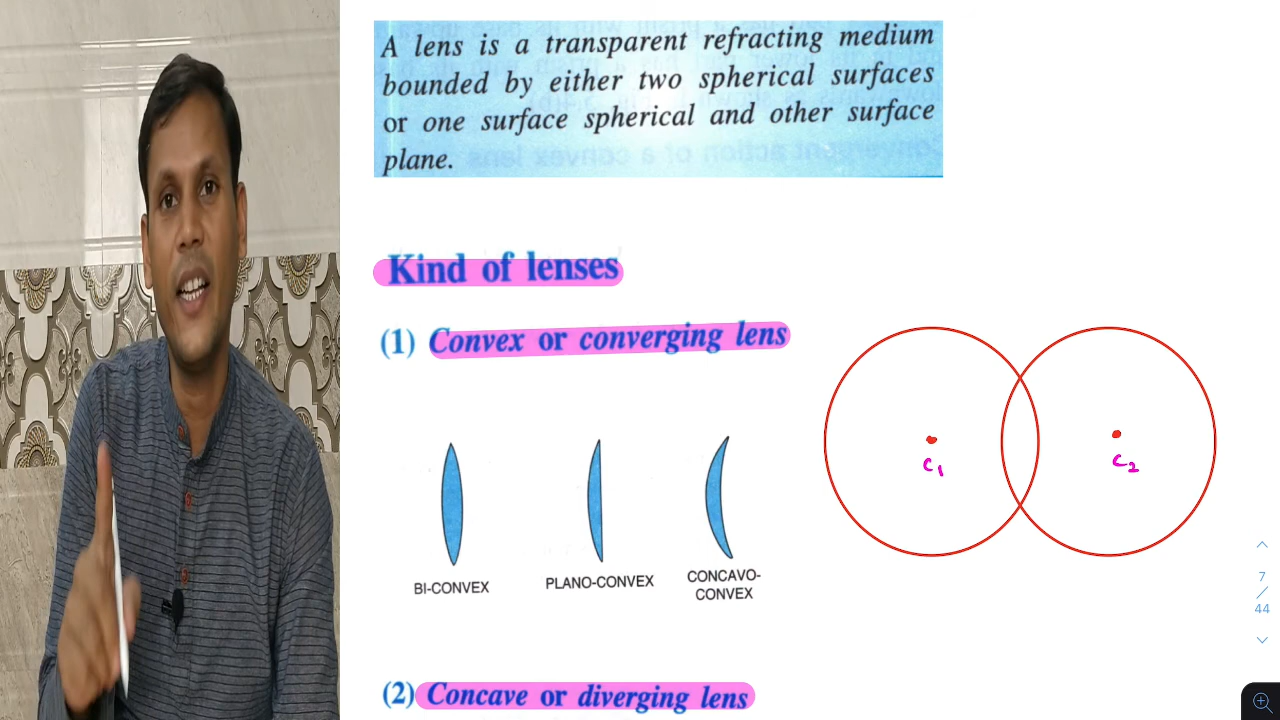 A lens is a transparent refracting medium
bounded by either two spherical surfaces
or one surface spherical and other surface
plane.
Kind of lenses
(1) Convex or converging lens
C1
C2
BI-CONVEX
PLANO-CONVEX
CONCAVO-
CONVEX
7
/
44
(2) Concave or diverging lens